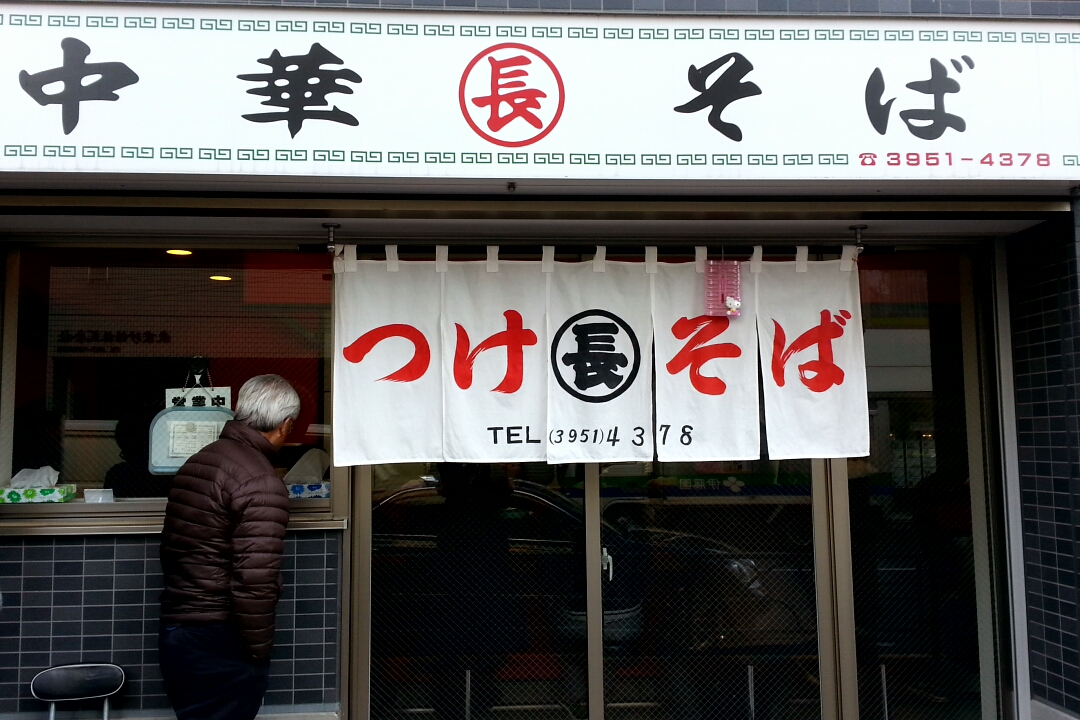 中華 長 そば
☎3951-4378
つけ 長 そば
TEL (3951)4378
営業中